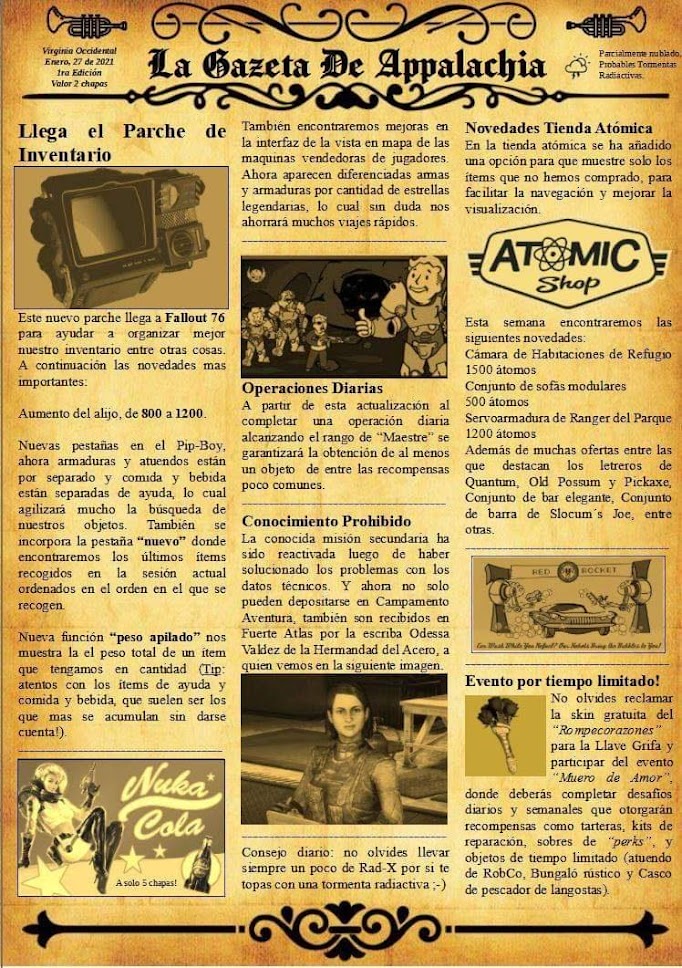 Virginia Occidental
Enero, 27 de 2021
1ra Edición
Valor 2 chapas
La Gazeta De Appalachia
Parcialmente nublado,
Probables Tormentas
Radiactivas.
Llega el Parche de
Inventario
Este nuevo parche llega a Fallout 76
para ayudar a organizar mejor
nuestro inventario entre otras cosas.
A continuación las novedades mas
importantes:
Aumento del alijo, de 800 a 1200.
Nuevas pestañas en el Pip-Boy,
ahora armaduras y atuendos están
por separado y comida y bebida
están separadas de ayuda, lo cual
agilizará mucho la búsqueda de
nuestros objetos. También se
incorpora la pestaña “nuevo” donde
encontraremos los últimos ítems
recogidos en la sesión actual
ordenados en el orden en el que se
recogen.
Nueva función “peso apilado” nos
muestra la el peso total de un item
que tengamos en cantidad (Tip:
atentos con los ítems de ayuda y
comida y bebida, que suelen ser los
que mas se acumulan sin darse
cuenta!).
Nuka
Cola
A solo 5 chapas!
También encontraremos mejoras en
la interfaz de la vista en mapa de las
maquinas vendedoras de jugadores.
Ahora aparecen diferenciadas armas
y armaduras por cantidad de estrellas
legendarias, lo cual sin duda nos
ahorrará muchos viajes rápidos.
Operaciones Diarias
A partir de esta actualización al
completar una operación diaria
alcanzando el rango de “Maestre” se
garantizará la obtención de al menos
un objeto de entre las recompensas
poco comunes.
Conocimiento Prohibido
La conocida misión secundaria ha
sido reactivada luego de haber
solucionado los problemas con los
datos técnicos. Y ahora no solo
pueden depositarse en Campamento
Aventura, también son recibidos en
Fuerte Atlas por la escriba Odessa
Valdez de la Hermandad del Acero, a
quien vemos en la siguiente imagen.
Consejo diario: no olvides llevar
siempre un poco de Rad-X por si te
topas con una tormenta radiactiva ;-)
Novedades Tienda Atómica
En la tienda atómica se ha añadido
una opción para que muestre solo los
ítems que no hemos comprado, para
facilitar la navegación y mejorar la
visualización.
ATOMIC
Shop
Esta semana encontraremos las
siguientes novedades:
Cámara de Habitaciones de Refugio
1500 átomos
Conjunto de sofás modulares
500 átomos
Servoarmadura de Ranger del Parque
1200 átomos
Además de muchas ofertas entre las
que destacan los letreros de
Quantum, Old Possum y Pickaxe,
Conjunto de bar elegante, Conjunto
de barra de Slocum´s Joe, entre
otras.
RED ROCKET
Car Wash While You Refuel! Our Robots Bring the Bubbles to You!
Evento por tiempo limitado!
No olvides reclamar
la skin gratuita del
“Rompecorazones”
para la Llave Grifa y
participar del evento
“Muero de Amor”,
donde deberás completar desafíos
diarios y semanales que otorgarán
recompensas como tarteras, kits de
reparación, sobres de “perks”, y
objetos de tiempo limitado (atuendo
de RobCo, Bungaló rústico y Casco
de pescador de langostas).